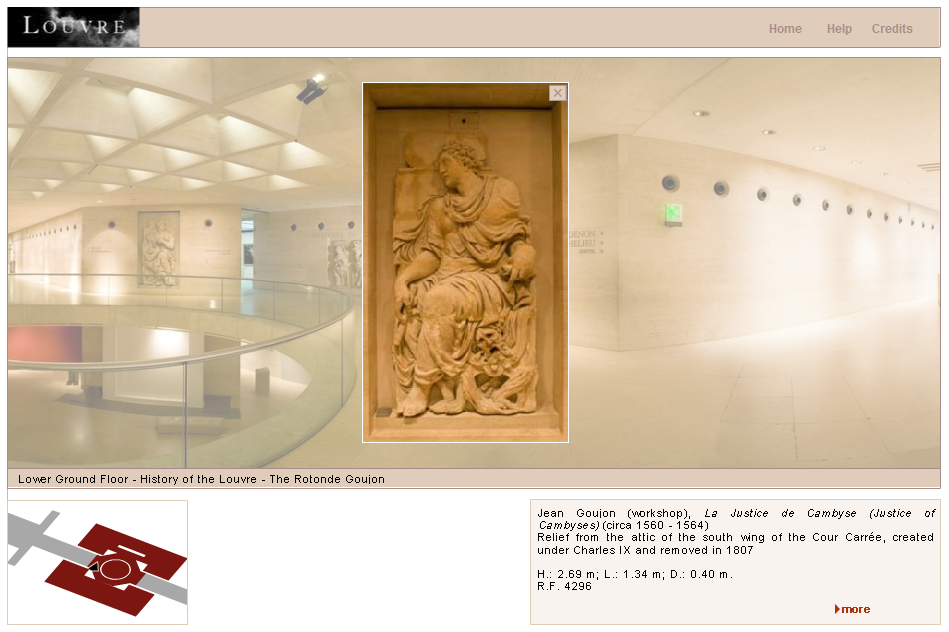 LOUVRE
Home Help Credits
Lower Ground Floor - History of the Louvre - The Rotonde Goujon
Jean Goujon (workshop), La Justice de Cambyse (Justice of
Cambyses) (circa 1560 - 1564)
Relief from the attic of the south wing of the Cour Carrée, created
under Charles IX and removed in 1807
H.: 2.69 m; L.: 1.34 m; D.: 0.40 m.
R.F. 4296
more